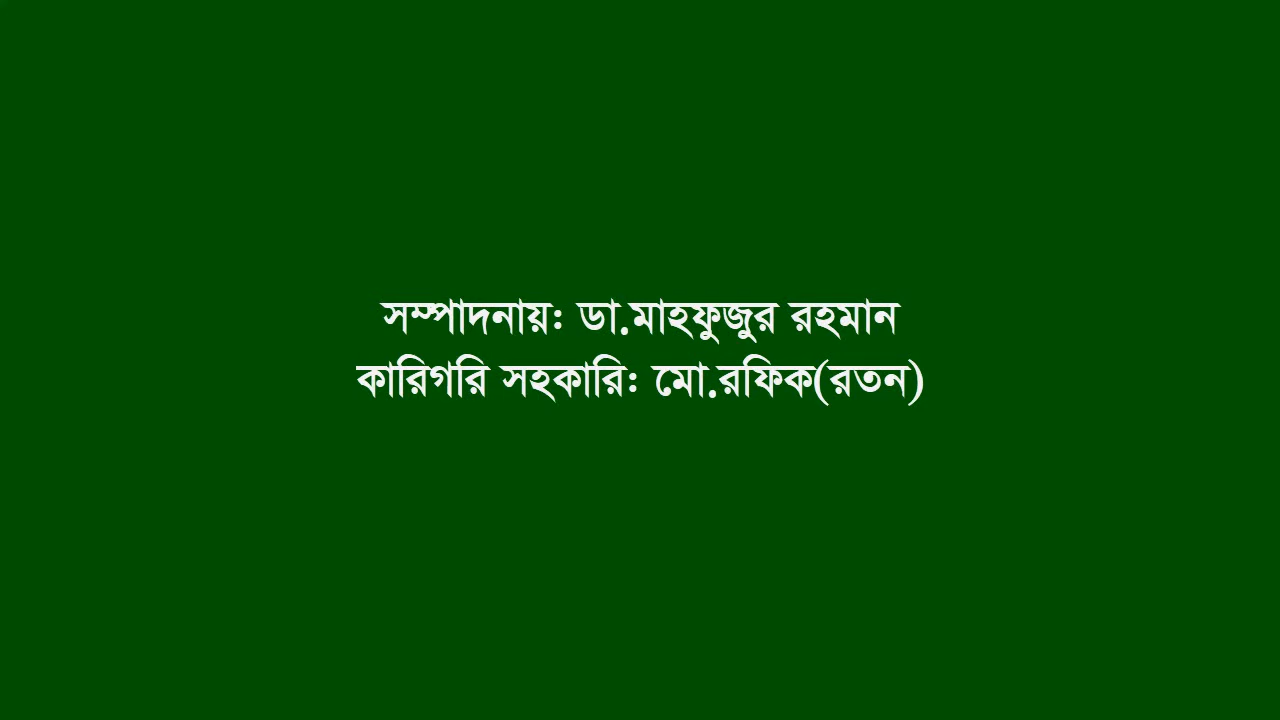 সম্পাদনায়: ডা.মাহফুজুর রহমান
কারিগরি সহকারি: মো.রফিক(রতন)